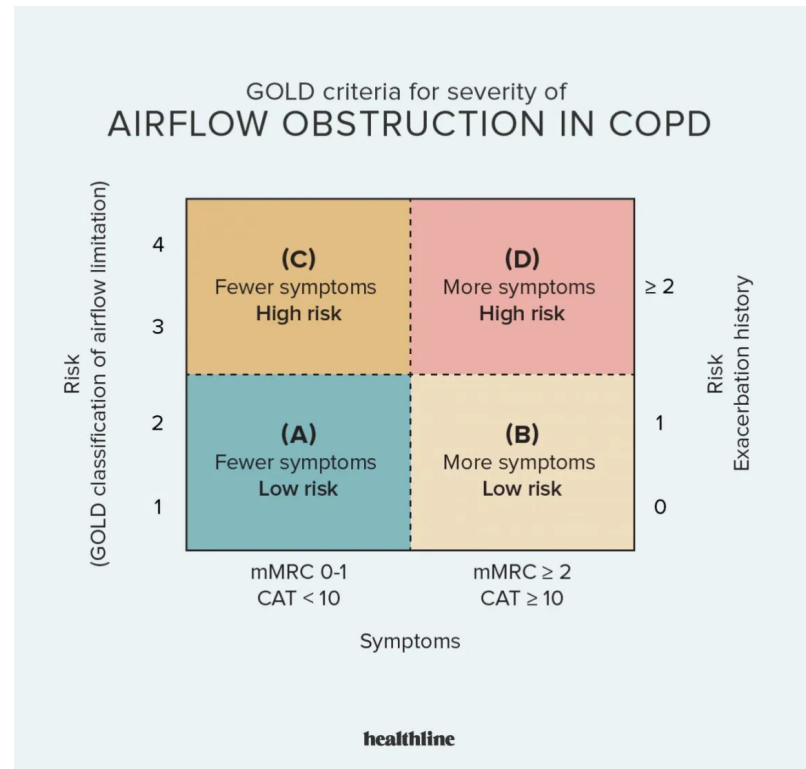 GOLD criteria for severity of
AIRFLOW OBSTRUCTION IN COPD
Risk
(GOLD classification of airflow limitation)
4
3
2
1
(C)
Fewer symptoms
High risk
(D)
More symptoms
High risk
(A)
Fewer symptoms
Low risk
(B)
More symptoms
Low risk
≥ 2
1
0
Risk
Exacerbation history
mMRC 0-1
CAT < 10
mMRC ≥ 2
CAT ≥ 10
Symptoms
healthline